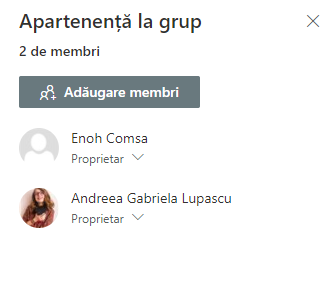 Apartenență la grup
2 de membri
Adăugare membri
Enoh Comsa
Proprietar
Andreea Gabriela Lupascu
Proprietar